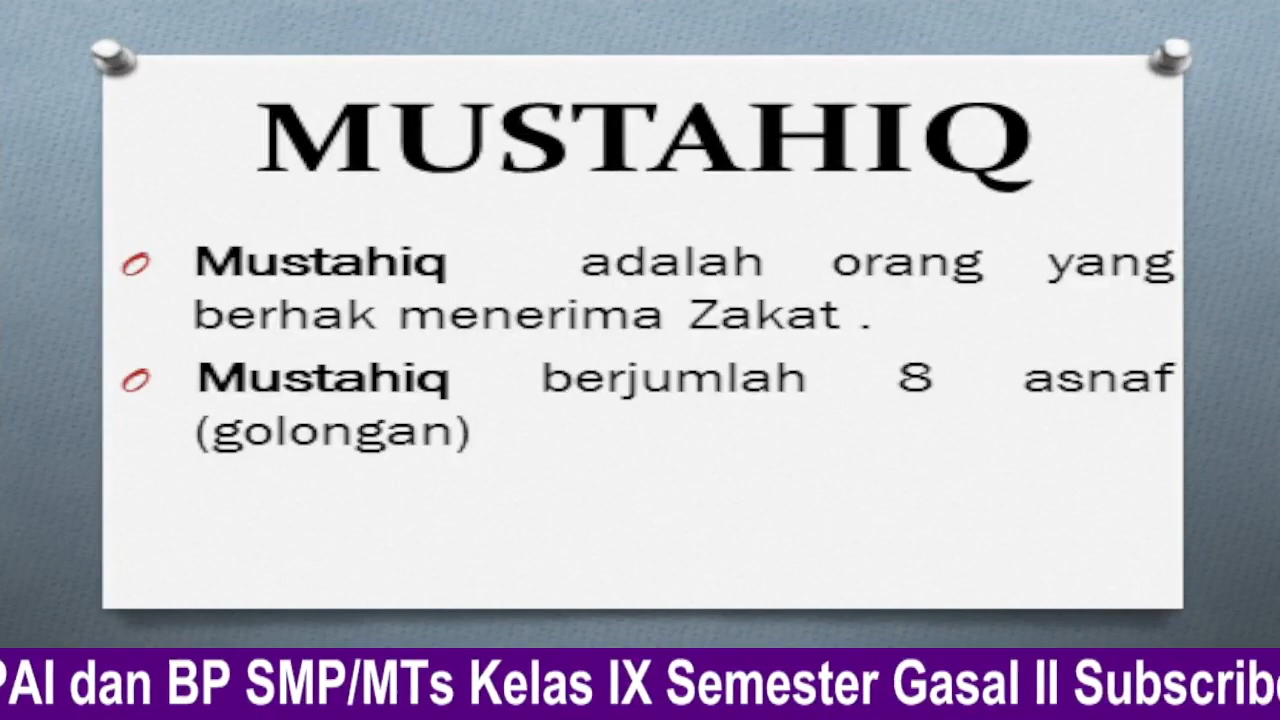 MUSTAHIQ
Mustahiq adalah orang yang
berhak menerima Zakat .
Mustahiq berjumlah 8 asnaf
(golongan)
PAI dan BP SMP/MTs Kelas IX Semester Gasal II Subscribe